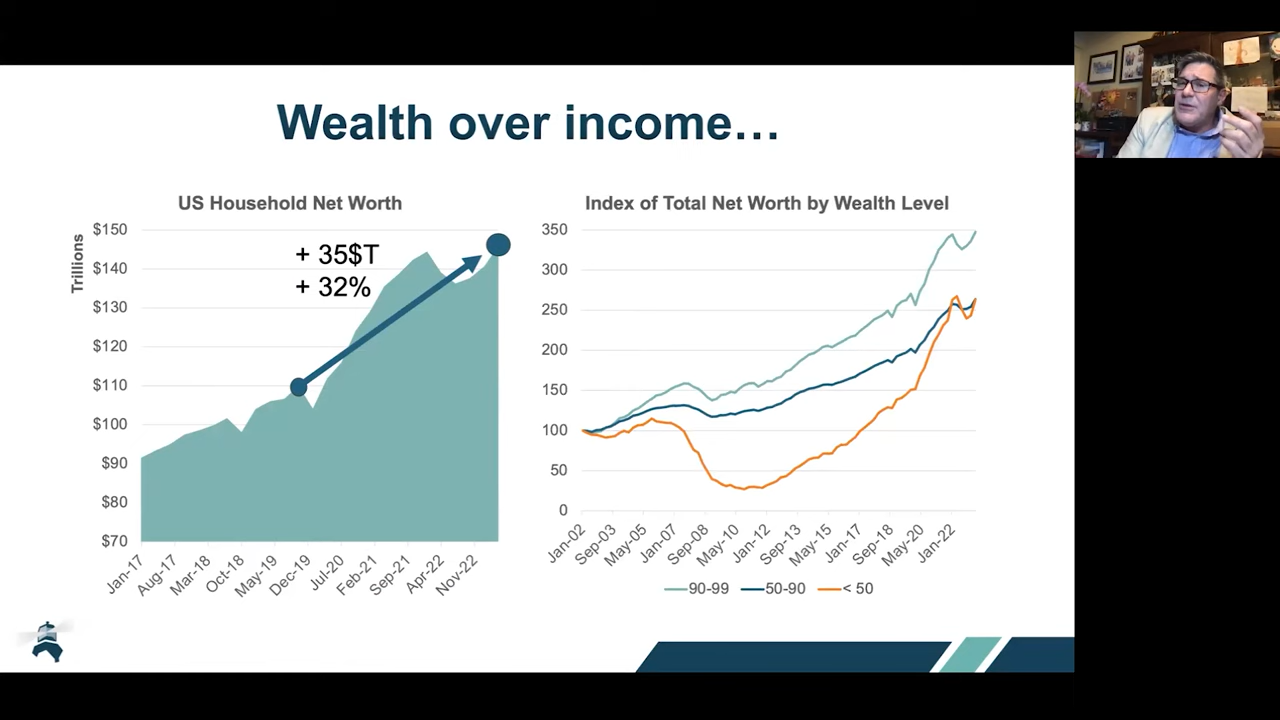 Wealth over income…
US Household Net Worth
Trillions
$150
$140
$130
$120
$110
$100
$90
$80
$70
+ 35$T
+ 32%
Jan-17
Aug-17
Mar-18
Oct-18
May-19
Dec-19
Jul-20
Feb-21
Sep-21
Apr-22
Nov-22
Index of Total Net Worth by Wealth Level
350
300
250
200
150
100
50
0
Jan-02
Sep-03
May-05
Jan-07
Sep-08
May-10
Jan-12
Sep-13
May-15
Jan-17
Sep-18
May-20
Jan-22
90-99
50-90
< 50